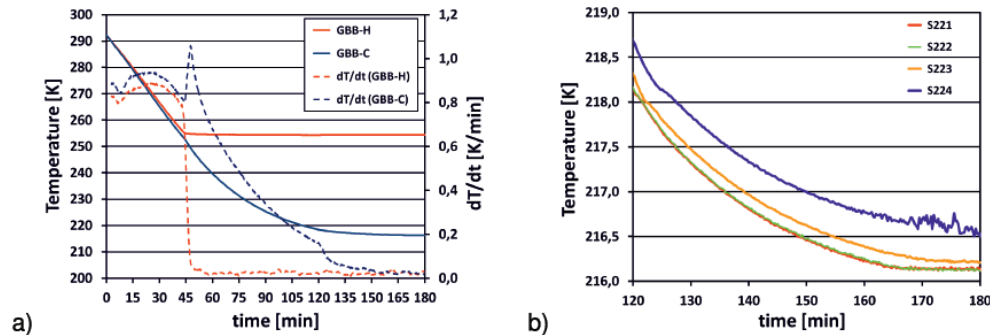 300
290
280
270
260
250
240
230
220
210
200
Temperature [K]
0 15 30 45 60 75 90 105 120 135 150 165 180
time [min]
1,2
1,0
0,8
0,6
0,4
0,2
0,0
dT/dt [K/min]
GBB-H
GBB-C
dT/dt (GBB-H)
dT/dt (GBB-C)
a)
219,0
218,5
218,0
217,5
217,0
216,5
216,0
Temperature [K]
120 130 140 150 160 170 180
time [min]
S221
S222
S223
S224
b)